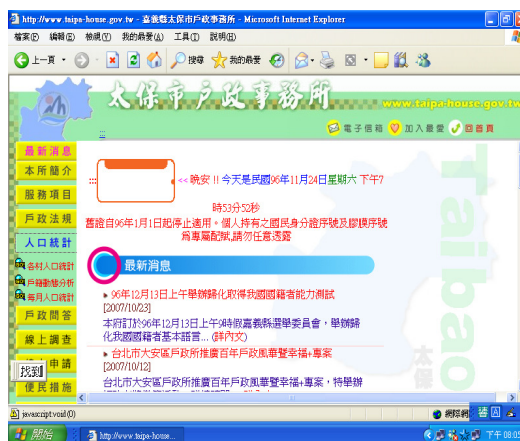 http://www.taipa-house.gov.tw - 嘉義縣太保市戶政事務所 - Microsoft Internet Explorer
檔案(F) 編輯(E) 檢視(V) 我的最愛(A) 工具(T) 說明(H)
上一頁 搜尋 我的最愛
太保市戶政事務所
www.taipa-house.gov.tw
:::
電子信箱 加入最愛 回首頁
最新消息
本所簡介
服務項目
戶政法規
人口統計
各村人口統計
戶籍動態分析
每月人口統計
戶政問答
線上調查
申請
找到
便民措施
:::
<< 晚安 !! 今天是民國96年11月24日星期六 下午7
時53分52秒
舊證自96年1月1日起停止適用。個人持有之國民身分證序號及膠膜序號
為專屬配賦,請勿任意透露
最新消息
96年12月13日上午舉辦歸化取得我國國籍者能力測試
[2007/10/23]
本府訂於96年12月13日上午9時假嘉義縣選舉委員會，舉辦歸
化我國國籍者基本語言... (詳內文)
台北市大安區戶政所推廣百年戶政風華暨幸福+專案
[2007/10/12]
台北市大安區戶政所推廣百年戶政風華暨幸福+專案，特舉辦
taibao
太保
javascript:void(0)
網際網
開始
http://www.taipa-house...
下午 08:05